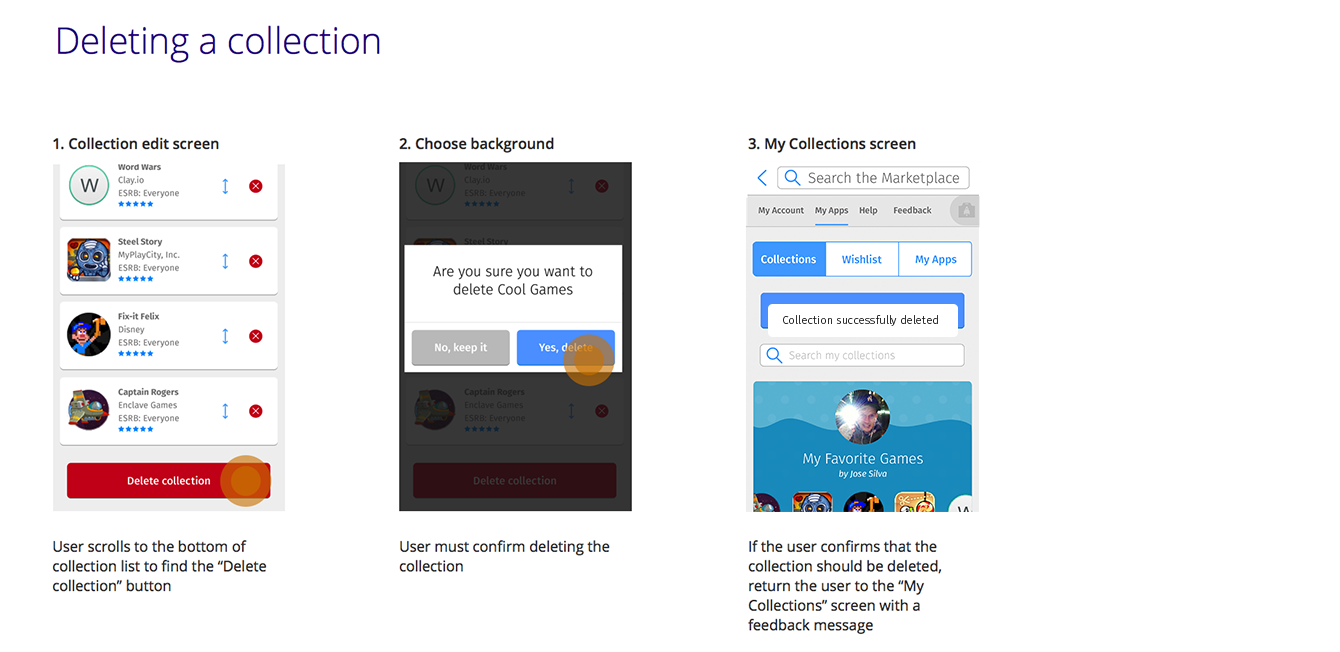 Deleting a collection
1. Collection edit screen
Word Wars
W
Clay.io
ESRB: Everyone
Steel Story
MyPlayCity, Inc.
ESRB: Everyone
Fix-it Felix
Disney
ESRB: Everyone
Captain Rogers
Enclave Games
ESRB: Everyone
Delete collection
User scrolls to the bottom of
collection list to find the “Delete
collection” button
2. Choose background
Word Wars
W
Clay.io
ESRB: Everyone
Steel Story
Are you sure you want to
delete Cool Games
No, keep it
Yes, delete
Captain Rogers
Enclave Games
ESRB: Everyone
Delete collection
User must confirm deleting the
collection
3. My Collections screen
Search the Marketplace
My Account My Apps Help Feedback
Collections Wishlist My Apps
Collection successfully deleted
Search my collections
My Favorite Games
by Jose Silva
W
If the user confirms that the
collection should be deleted,
return the user to the “My
Collections” screen with a
feedback message